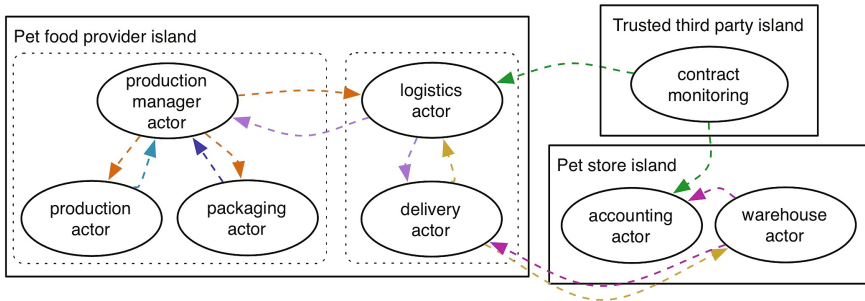 Pet food provider island
production
manager
actor
logistics
actor
production
actor
packaging
actor
delivery
actor
Trusted third party island
contract
monitoring
Pet store island
accounting
actor
warehouse
actor